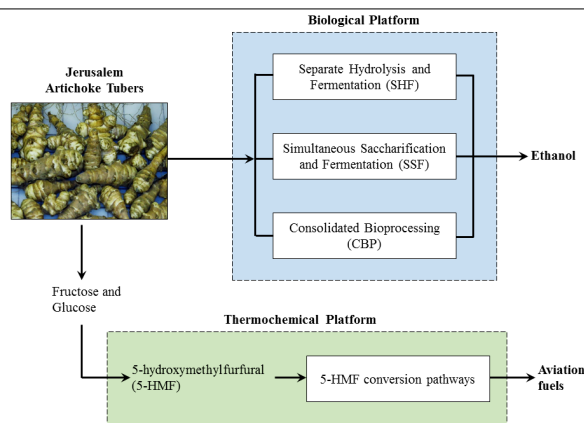 Biological Platform
Jerusalem
Artichoke Tubers
Separate Hydrolysis and
Fermentation (SHF)
Simultaneous Saccharification
and Fermentation (SSF)
Consolidated Bioprocessing
(CBP)
Ethanol
Fructose and
Glucose
Thermochemical Platform
5-hydroxymethylfurfural
(5-HMF)
5-HMF conversion pathways
Aviation
fuels